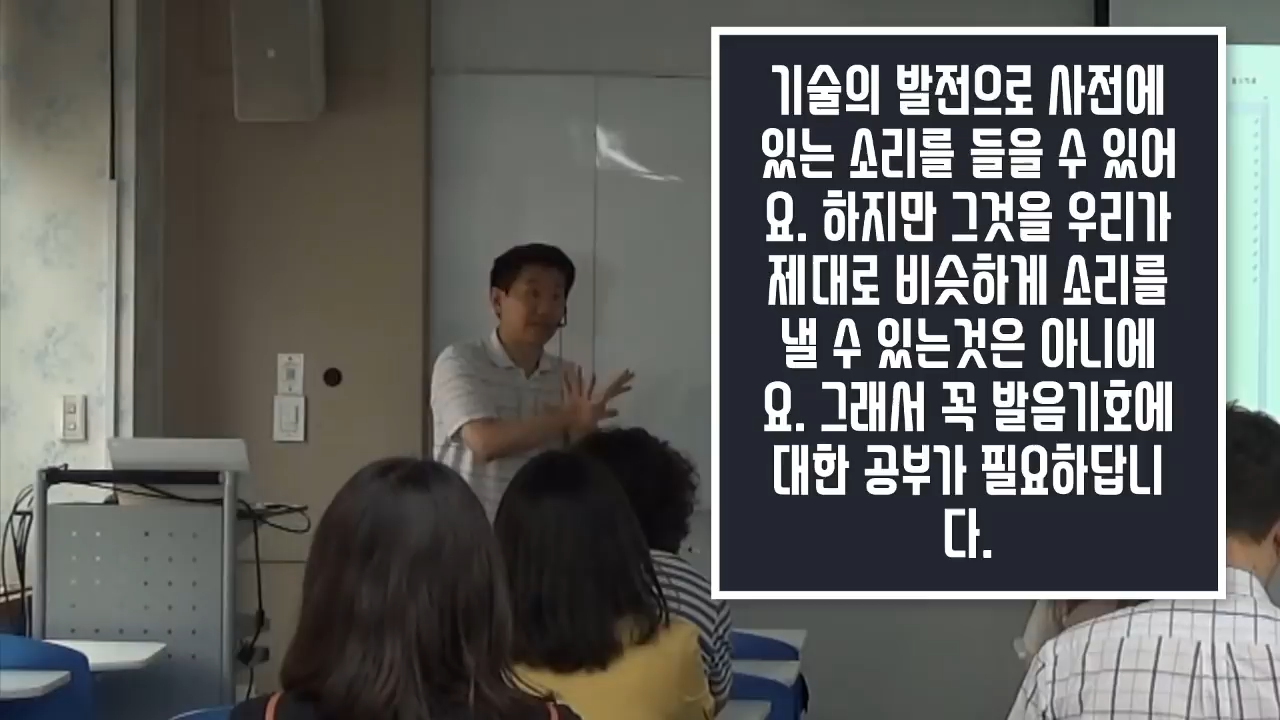 기술의 발전으로 사전에
있는 소리를 들을 수 있어
요. 하지만 그것을 우리가
제대로 비슷하게 소리를
낼 수 있는것은 아니에
요. 그래서 꼭 발음기호에
대한 공부가 필요하답니
다.